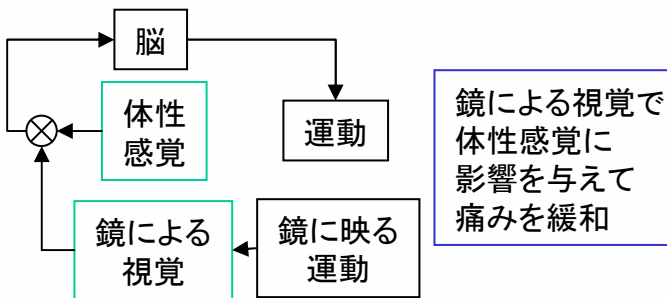 脳
体性
感覚
運動
鏡による
視覚
鏡に映る
運動
鏡による視覚で
体性感覚に
影響を与えて
痛みを緩和